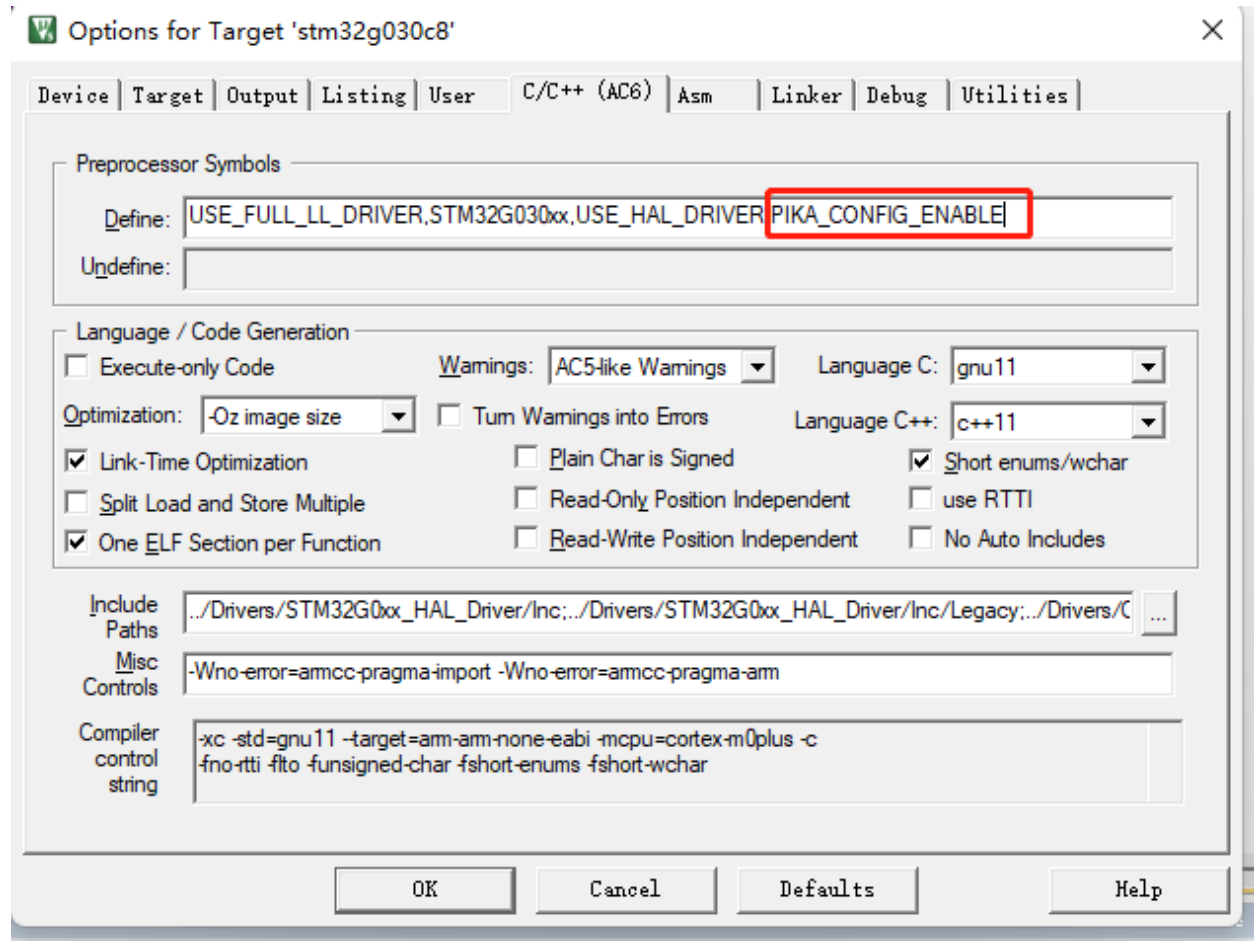 Options for Target 'stm32g030c8'
Device Target Output Listing User C/C++ (AC6) Asm Linker Debug Utilities
Preprocessor Symbols
Define: USE_FULL_LL_DRIVER,STM32G030xx,USE_HAL_DRIVER,PIKA_CONFIG_ENABLE
Undefine:
Language / Code Generation
Execute-only Code Warnings: AC5-like Warnings Language C: gnu11
Optimization: -Oz image size Turn Warnings into Errors Language C++: c++11
Link-Time Optimization Plain Char is Signed Short enums/wchar
Split Load and Store Multiple Read-Only Position Independent use RTTI
One ELF Section per Function Read-Write Position Independent No Auto Includes
Include Paths ../Drivers/STM32G0xx_HAL_Driver/Inc;../Drivers/STM32G0xx_HAL_Driver/Inc/Legacy;../Drivers/C ...
Misc Controls -Wno-error=armcc-pragma-import -Wno-error=armcc-pragma-arm
Compiler control string -xc -std=gnu11 --target=arm-arm-none-eabi -mcpu=cortex-m0plus -c
-fno-rtti -flto -funsigned-char -fshort-enums -fshort-wchar
OK Cancel Defaults Help